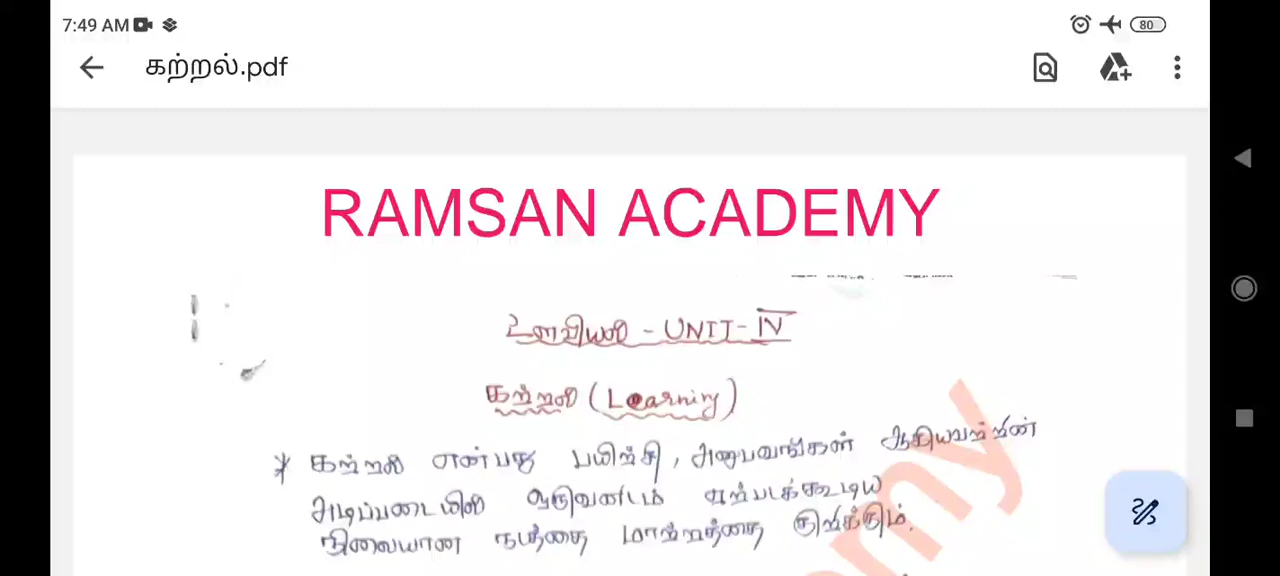 7:49 AM
80
கற்றல்.pdf
RAMSAN ACADEMY
உளவியல் - UNIT - IV
கற்றல் (Learning)
* கற்றல் என்பது பயிற்சி, அனுபவங்கள் ஆகியவற்றின்
அடிப்படையில் ஒருவனிடம் ஏற்படக்கூடிய
நிலையான நடத்தை மாற்றத்தை குறிக்கும்.